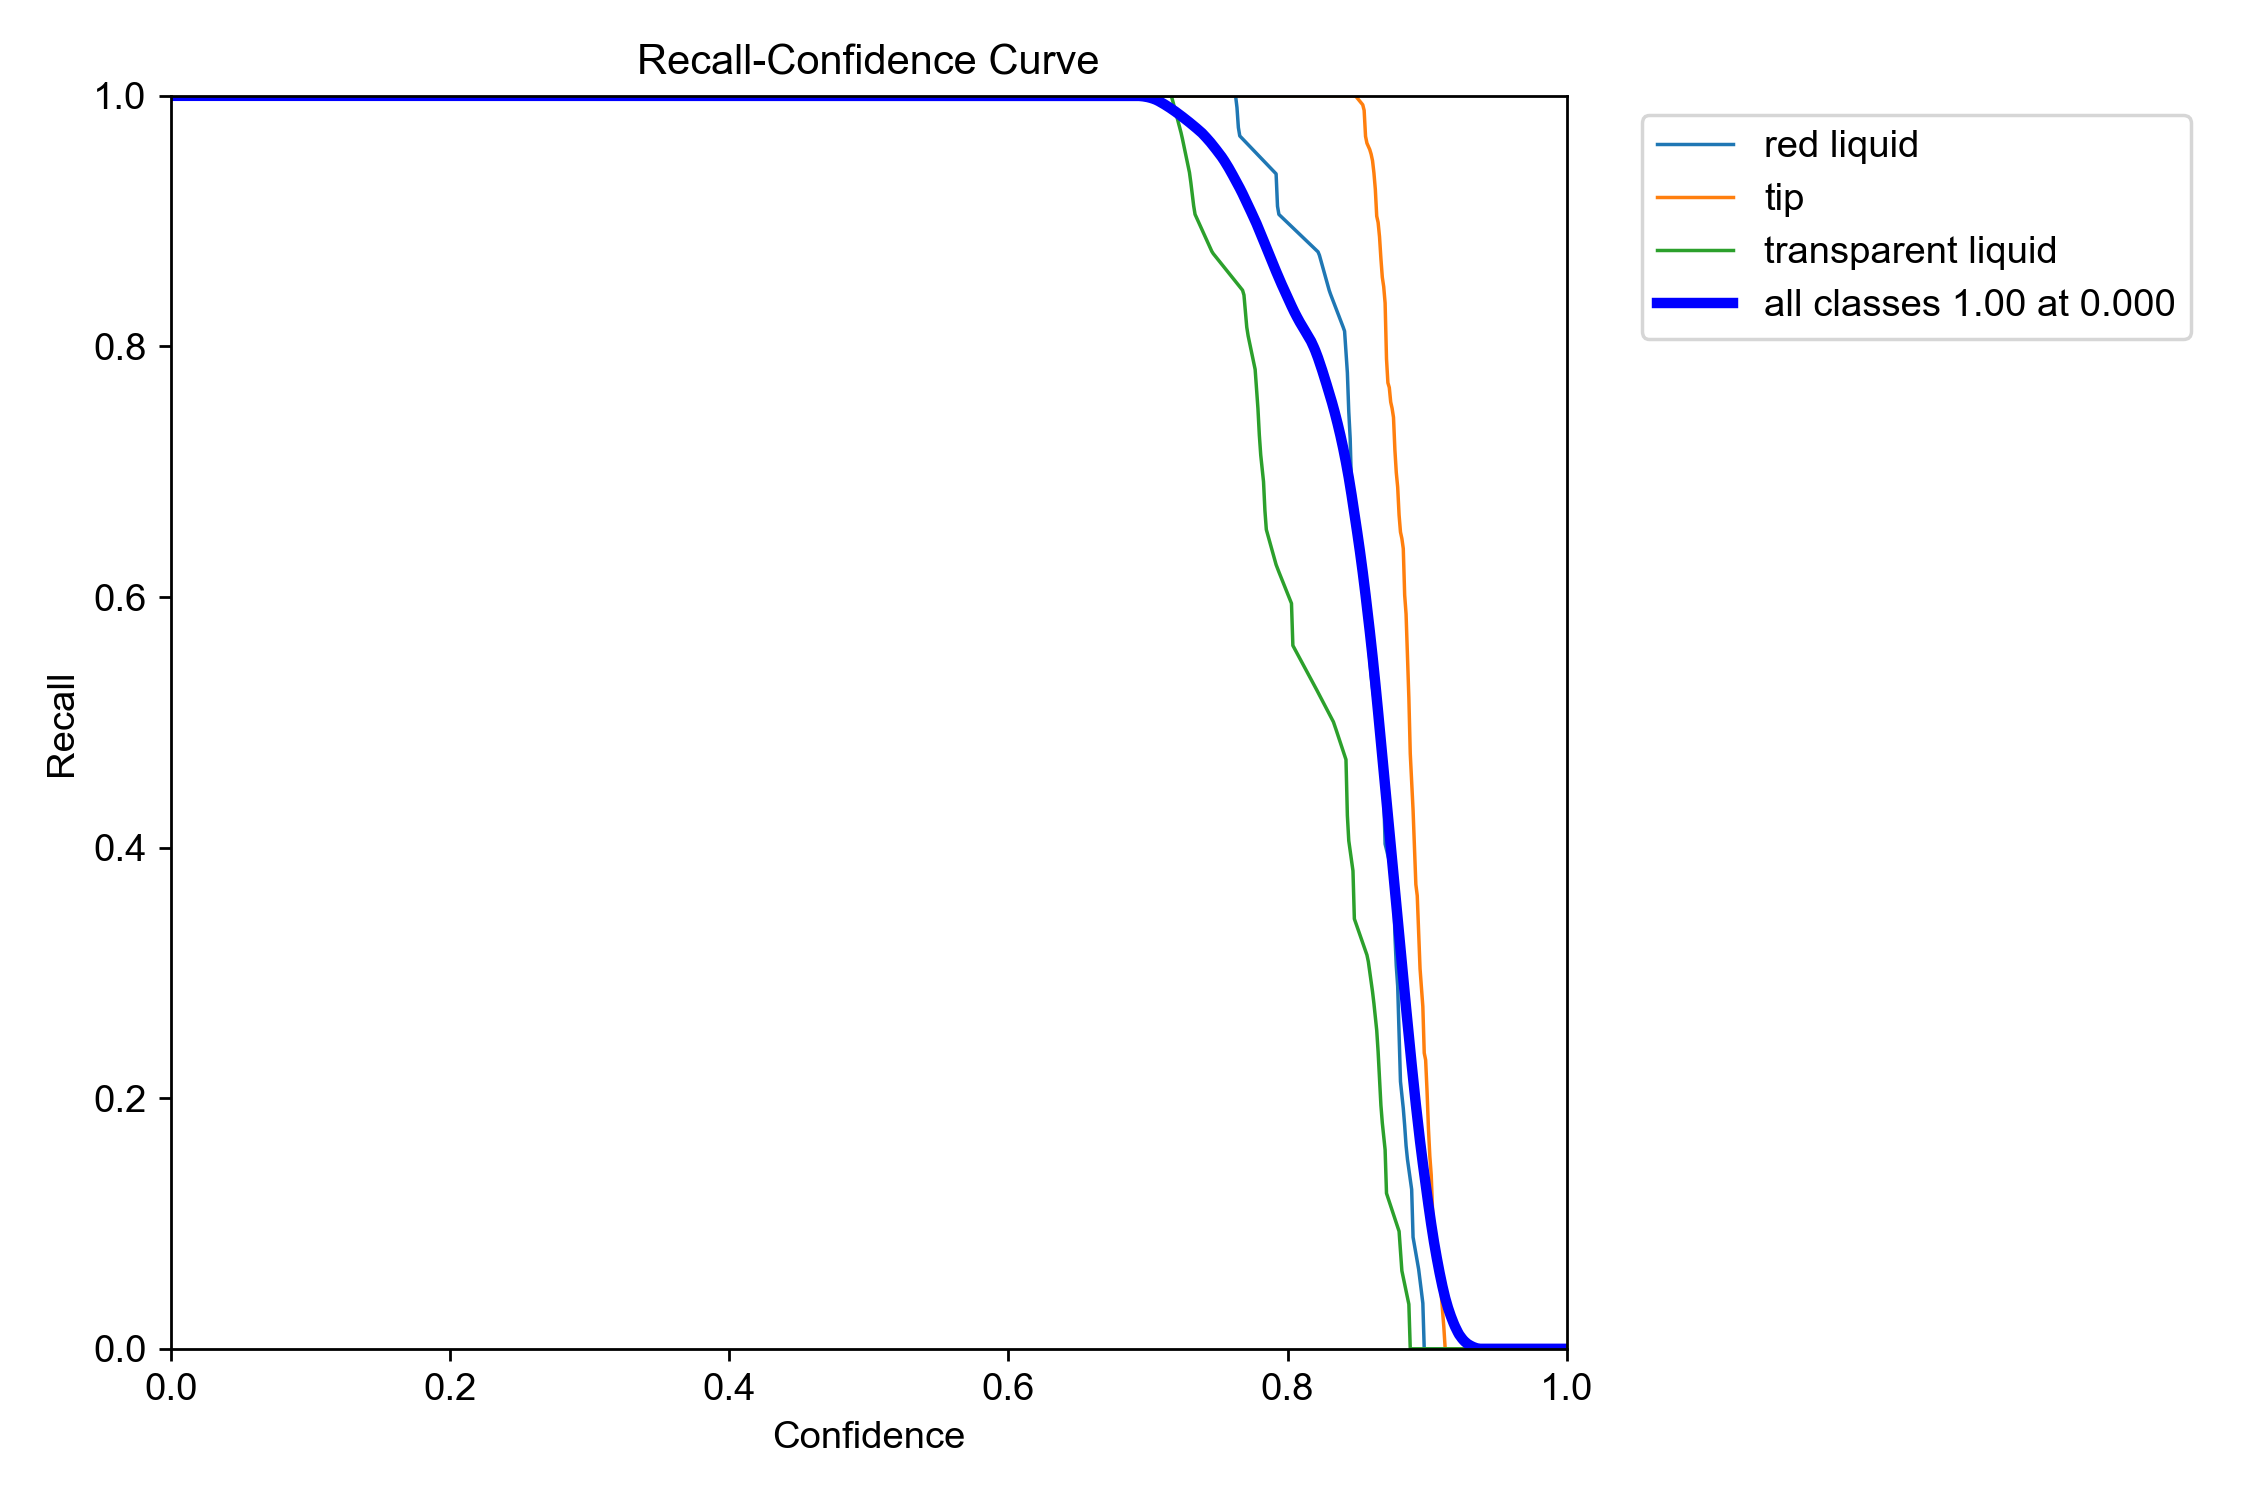 Recall-Confidence Curve
1.0
0.8
0.6
0.4
0.2
0.0
Recall
0.0 0.2 0.4 0.6 0.8 1.0
Confidence
red liquid
tip
transparent liquid
all classes 1.00 at 0.000